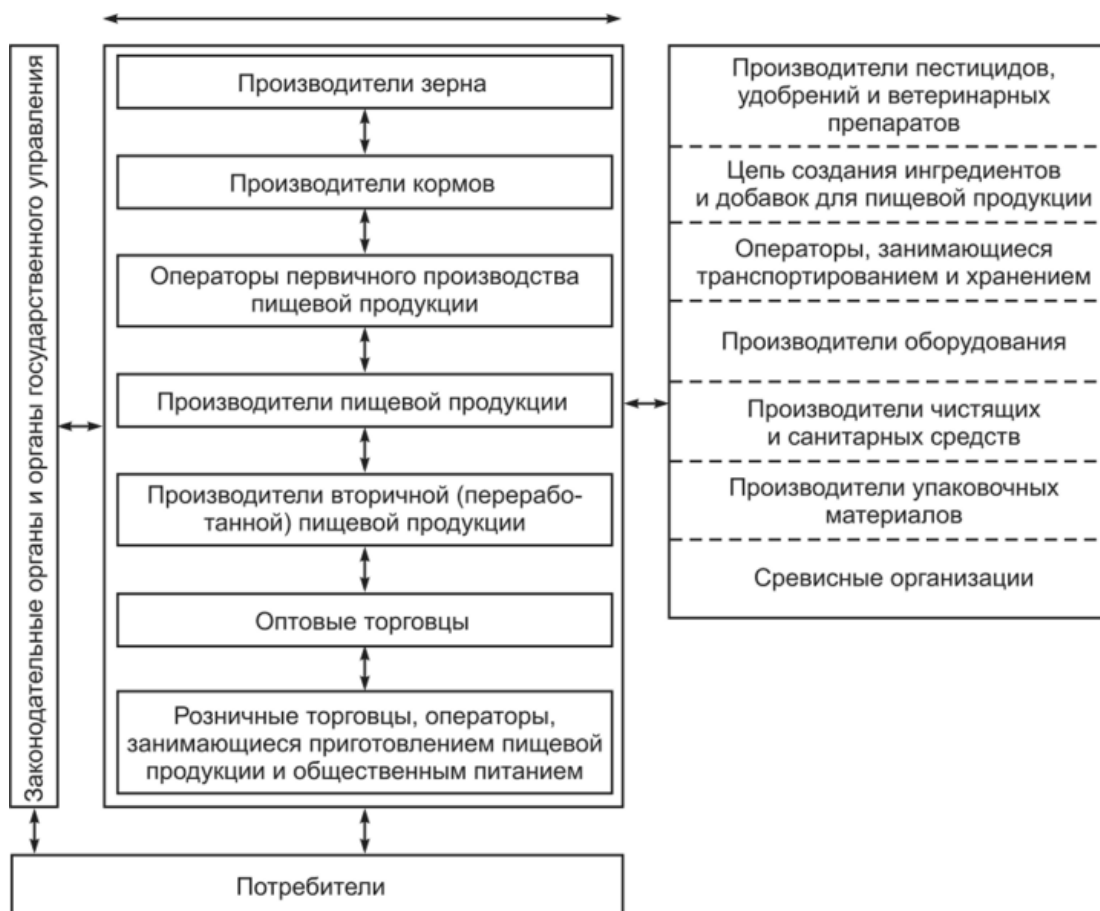 Законодательные органы и органы государственного управления
Производители зерна
Производители кормов
Операторы первичного производства
пищевой продукции
Производители пищевой продукции
Производители вторичной (перерабо-
танной) пищевой продукции
Оптовые торговцы
Розничные торговцы, операторы,
занимающиеся приготовлением пищевой
продукции и общественным питанием
Производители пестицидов,
удобрений и ветеринарных
препаратов
Цепь создания ингредиентов
и добавок для пищевой продукции
Операторы, занимающиеся
транспортированием и хранением
Производители оборудования
Производители чистящих
и санитарных средств
Производители упаковочных
материалов
Сревисные организации
Потребители